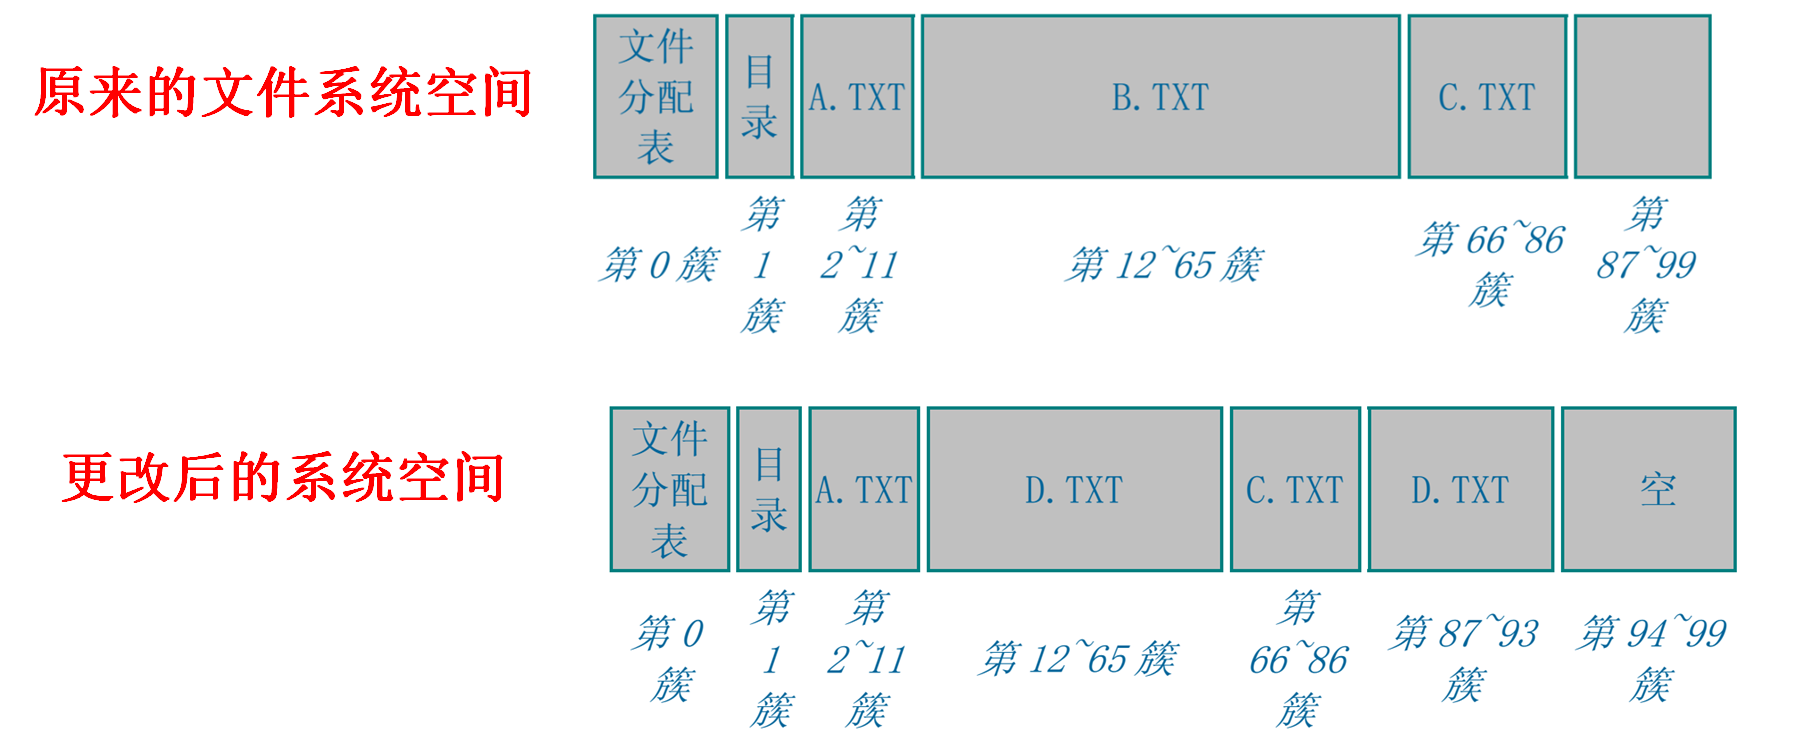 原来的文件系统空间
文件
分配
表
目
录
A.TXT
B.TXT
C.TXT
第 0 簇
第
1
簇
第
2~11
簇
第 12~65 簇
第 66~86
簇
第
87~99
簇
更改后的系统空间
文件
分配
表
目
录
A.TXT
D.TXT
C.TXT
D.TXT
空
第 0
簇
第
1
簇
第
2~11
簇
第 12~65 簇
第
66~86
簇
第 87~93
簇
第 94~99
簇